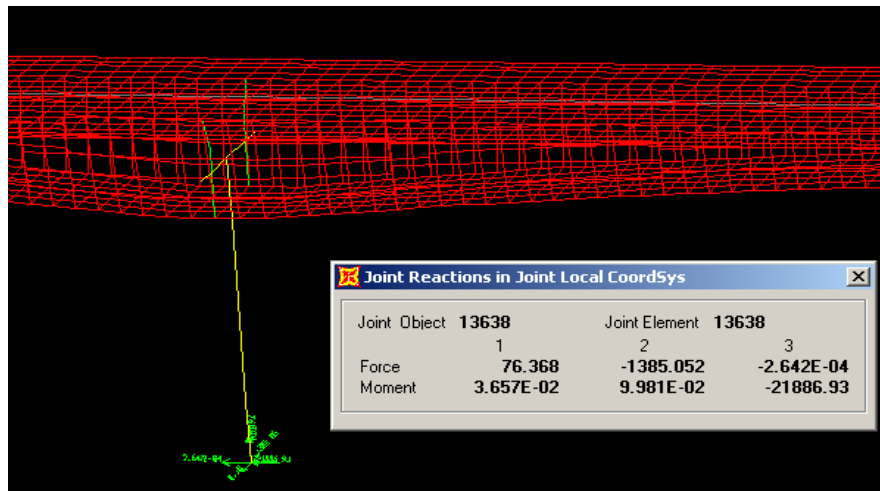 Joint Reactions in Joint Local CoordSys
Joint Object 13638 Joint Element 13638
1 2 3
Force 76.368 -1385.052 -2.642E-04
Moment 3.657E-02 9.981E-02 -21886.93